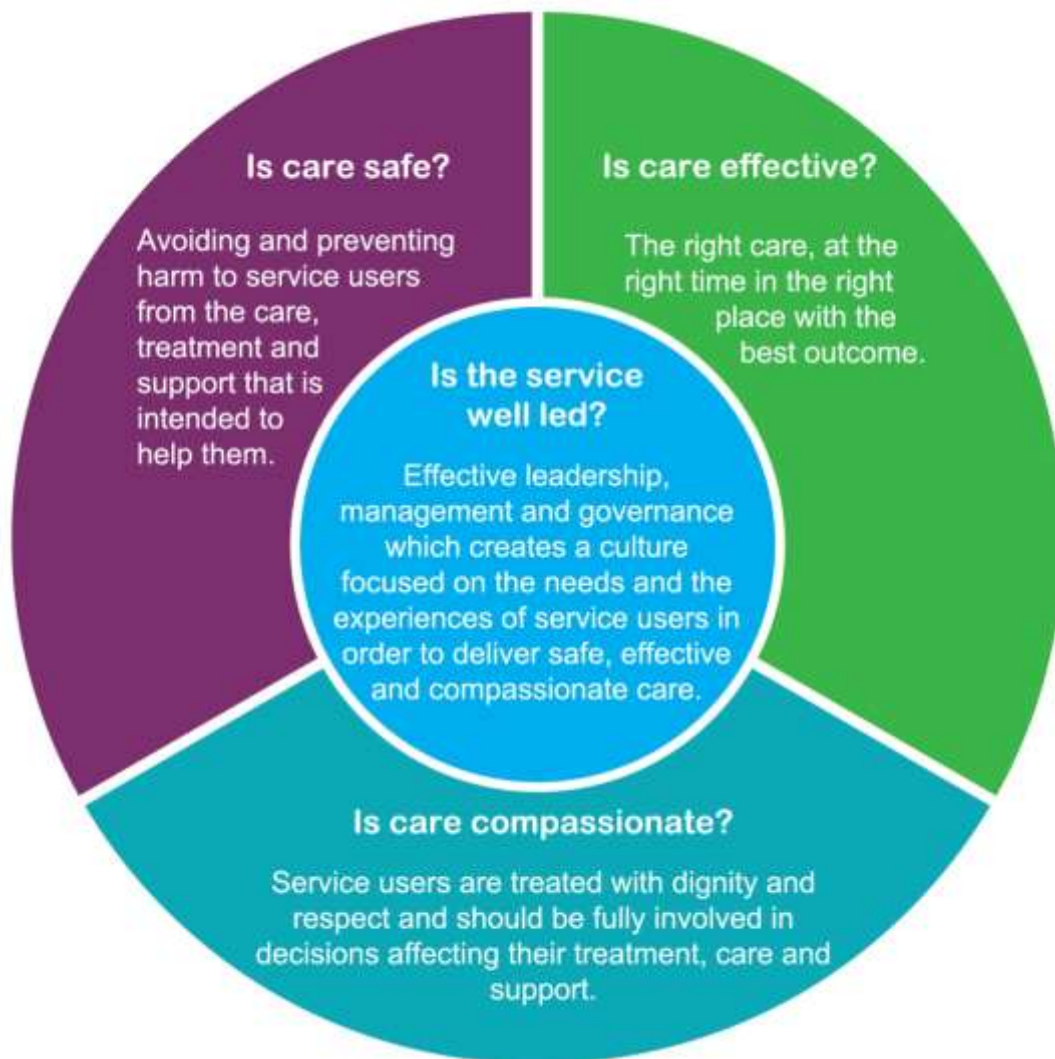 Is care safe?
Avoiding and preventing
harm to service users
from the care,
treatment and
support that is
intended to
help them.
Is care effective?
The right care, at the
right time in the right
place with the
best outcome.
Is the service
well led?
Effective leadership,
management and governance
which creates a culture
focused on the needs and the
experiences of service users in
order to deliver safe, effective
and compassionate care.
Is care compassionate?
Service users are treated with dignity and
respect and should be fully involved in
decisions affecting their treatment, care and
support.